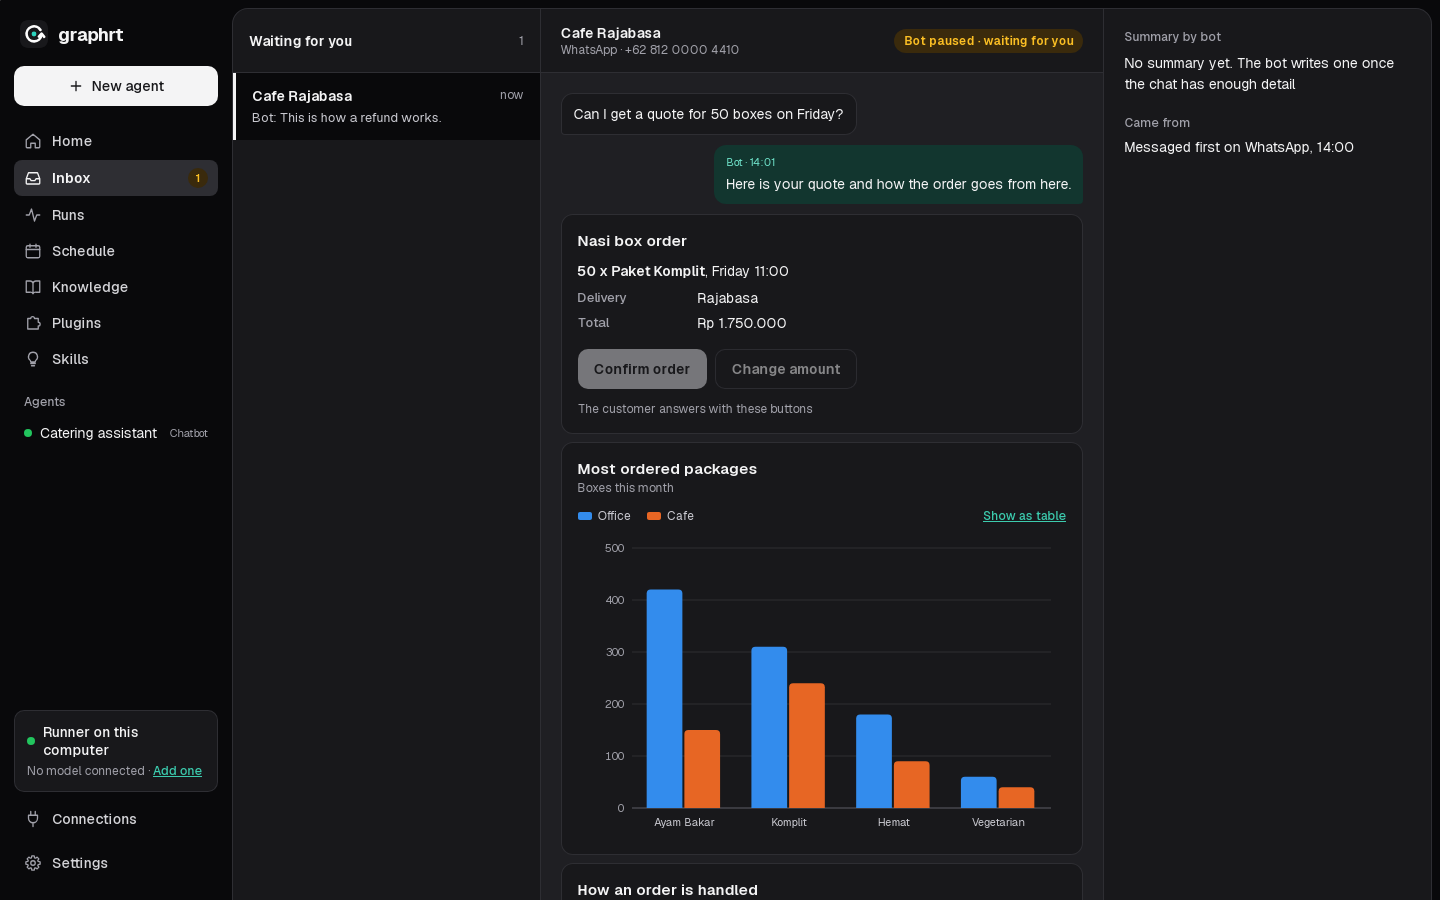 graphrt
New agent
Home
Inbox 1
Runs
Schedule
Knowledge
Plugins
Skills
Agents
Catering assistant Chatbot
Runner on this
computer
No model connected · Add one
Connections
Settings
Waiting for you 1
Cafe Rajabasa now
Bot: This is how a refund works.
Cafe Rajabasa
WhatsApp · +62 812 0000 4410
Bot paused · waiting for you
Can I get a quote for 50 boxes on Friday?
Bot · 14:01
Here is your quote and how the order goes from here.
Nasi box order
50 x Paket Komplit, Friday 11:00
Delivery Rajabasa
Total Rp 1.750.000
Confirm order Change amount
The customer answers with these buttons
Most ordered packages
Boxes this month
Office Cafe Show as table
500
400
300
200
100
0
Ayam Bakar Komplit Hemat Vegetarian
How an order is handled
Summary by bot
No summary yet. The bot writes one once
the chat has enough detail
Came from
Messaged first on WhatsApp, 14:00